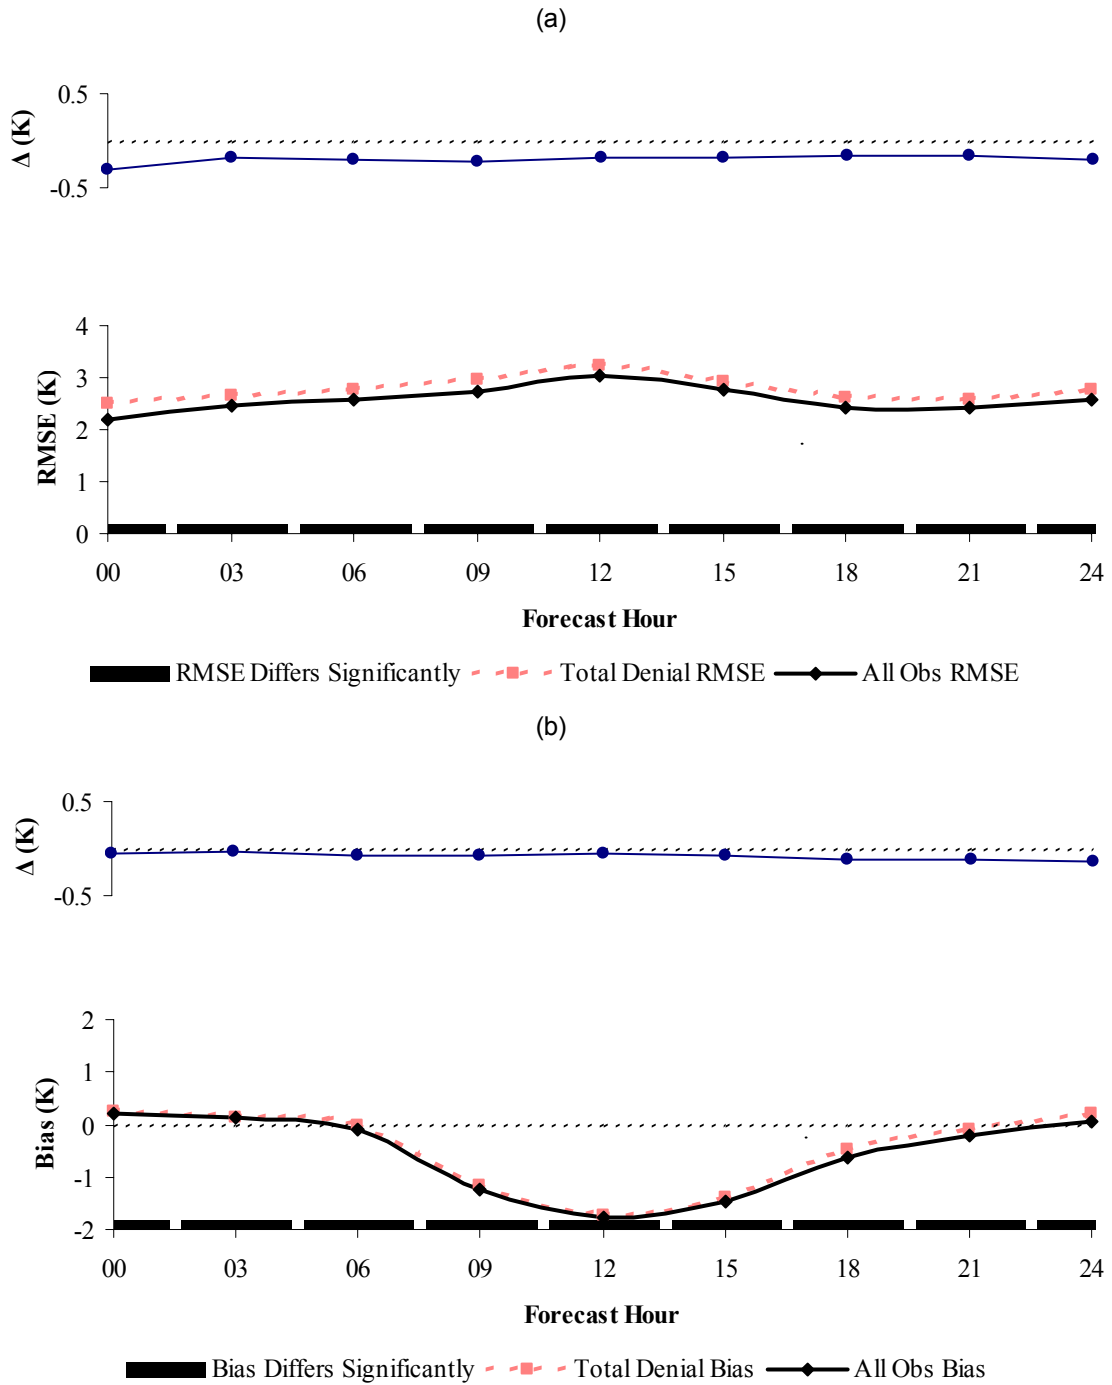 (a)
0.5
Δ (K)
-0.5
4
3
RMSE (K)
2
1
0
00 03 06 09 12 15 18 21 24
Forecast Hour
RMSE Differs Significantly Total Denial RMSE All Obs RMSE
(b)
0.5
Δ (K)
-0.5
2
1
Bias (K)
0
-1
-2
00 03 06 09 12 15 18 21 24
Forecast Hour
Bias Differs Significantly Total Denial Bias All Obs Bias